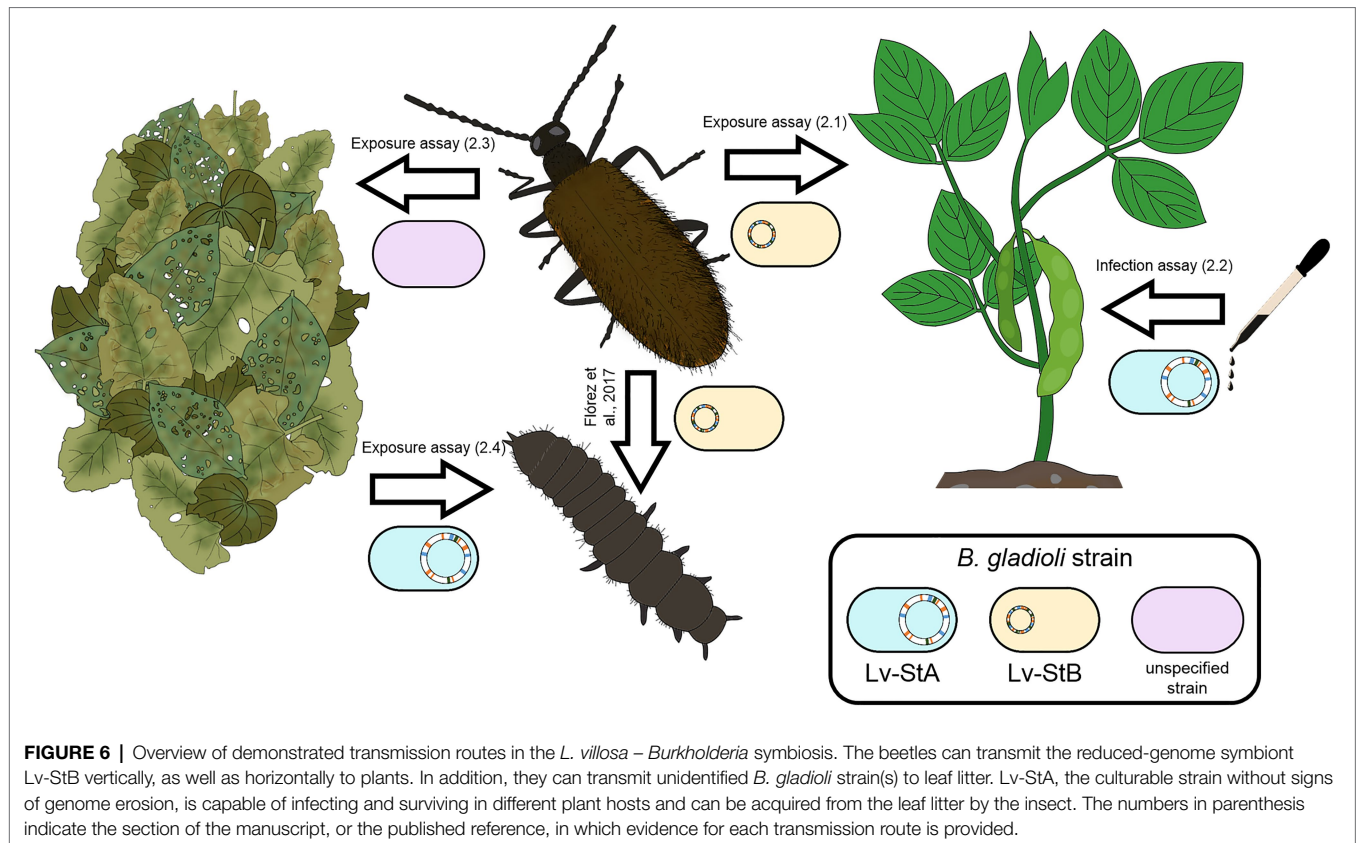 Exposure assay (2.3)
Exposure assay (2.1)
Infection assay (2.2)
Flórez et
al., 2017
Exposure assay (2.4)
B. gladioli strain
Lv-StA
Lv-StB
unspecified
strain
FIGURE 6 | Overview of demonstrated transmission routes in the L. villosa – Burkholderia symbiosis. The beetles can transmit the reduced-genome symbiont
Lv-StB vertically, as well as horizontally to plants. In addition, they can transmit unidentified B. gladioli strain(s) to leaf litter. Lv-StA, the culturable strain without signs
of genome erosion, is capable of infecting and surviving in different plant hosts and can be acquired from the leaf litter by the insect. The numbers in parenthesis
indicate the section of the manuscript, or the published reference, in which evidence for each transmission route is provided.